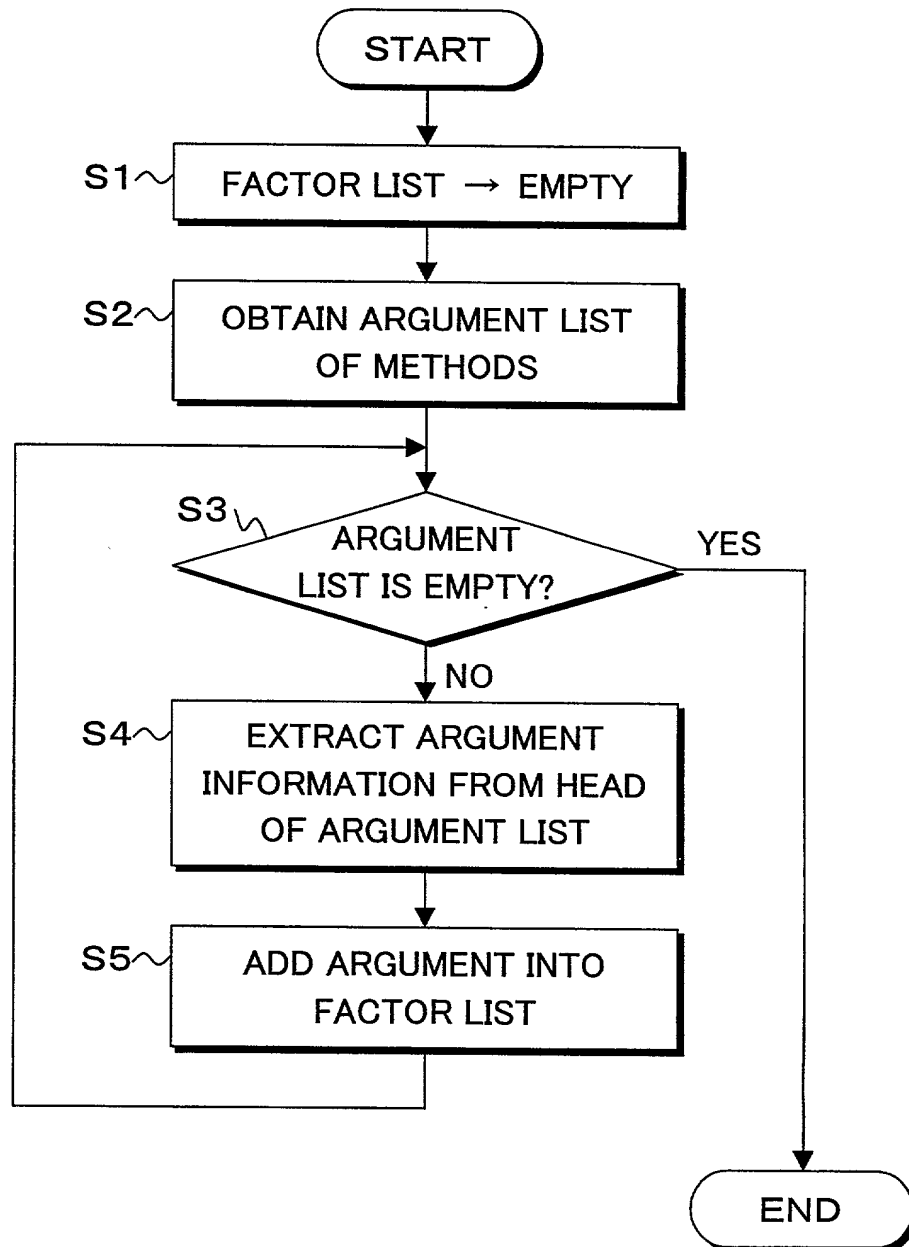 START
S1
FACTOR LIST → EMPTY
S2
OBTAIN ARGUMENT LIST
OF METHODS
S3
ARGUMENT
LIST IS EMPTY?
YES
NO
S4
EXTRACT ARGUMENT
INFORMATION FROM HEAD
OF ARGUMENT LIST
S5
ADD ARGUMENT INTO
FACTOR LIST
END